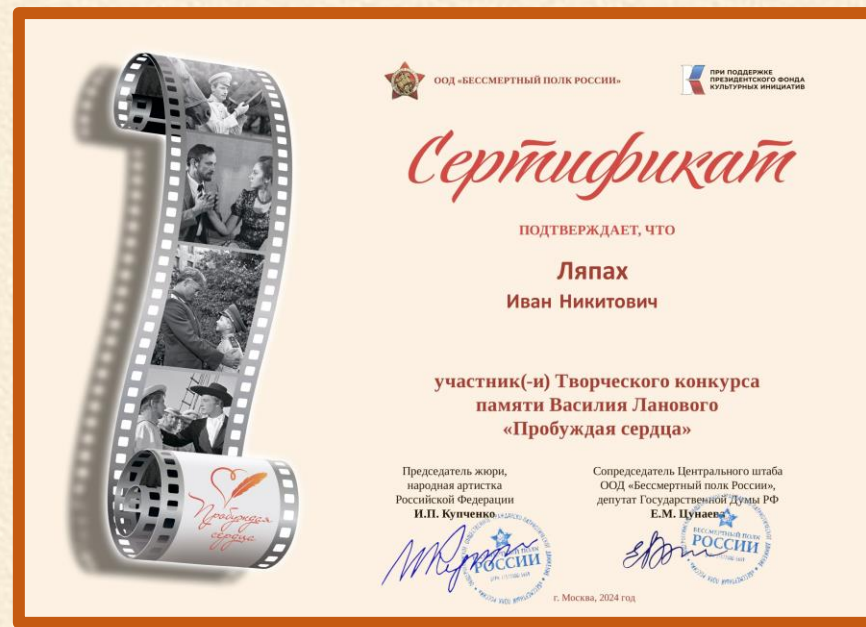 ООД «БЕССМЕРТНЫЙ ПОЛК РОССИИ»
ПРИ ПОДДЕРЖКЕ
ПРЕЗИДЕНТСКОГО ФОНДА
КУЛЬТУРНЫХ ИНИЦИАТИВ
Сертификат
ПОДТВЕРЖДАЕТ, ЧТО
Ляпах
Иван Никитович
участник(-и) Творческого конкурса
памяти Василия Ланового
«Пробуждая сердца»
Председатель жюри,
народная артистка
Российской Федерации
И.П. Купченко
Сопредседатель Центрального штаба
ООД «Бессмертный полк России»,
депутат Государственной Думы РФ
Е.М. Цунаева
Пробуждая
сердца
РОССИИ
БЕССМЕРТНЫЙ ПОЛК
РОССИИ
г. Москва, 2024 год